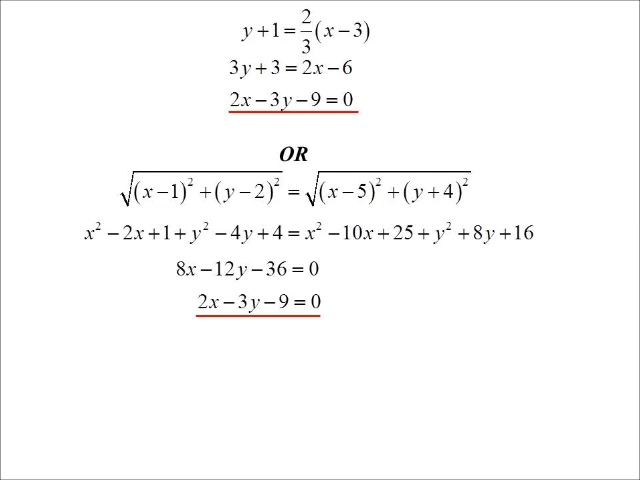 y + 1 = 2/3 (x − 3)
3y + 3 = 2x − 6
2x − 3y − 9 = 0
OR
√((x − 1)² + (y − 2)²) = √((x − 5)² + (y + 4)²)
x² − 2x + 1 + y² − 4y + 4 = x² − 10x + 25 + y² + 8y + 16
8x − 12y − 36 = 0
2x − 3y − 9 = 0